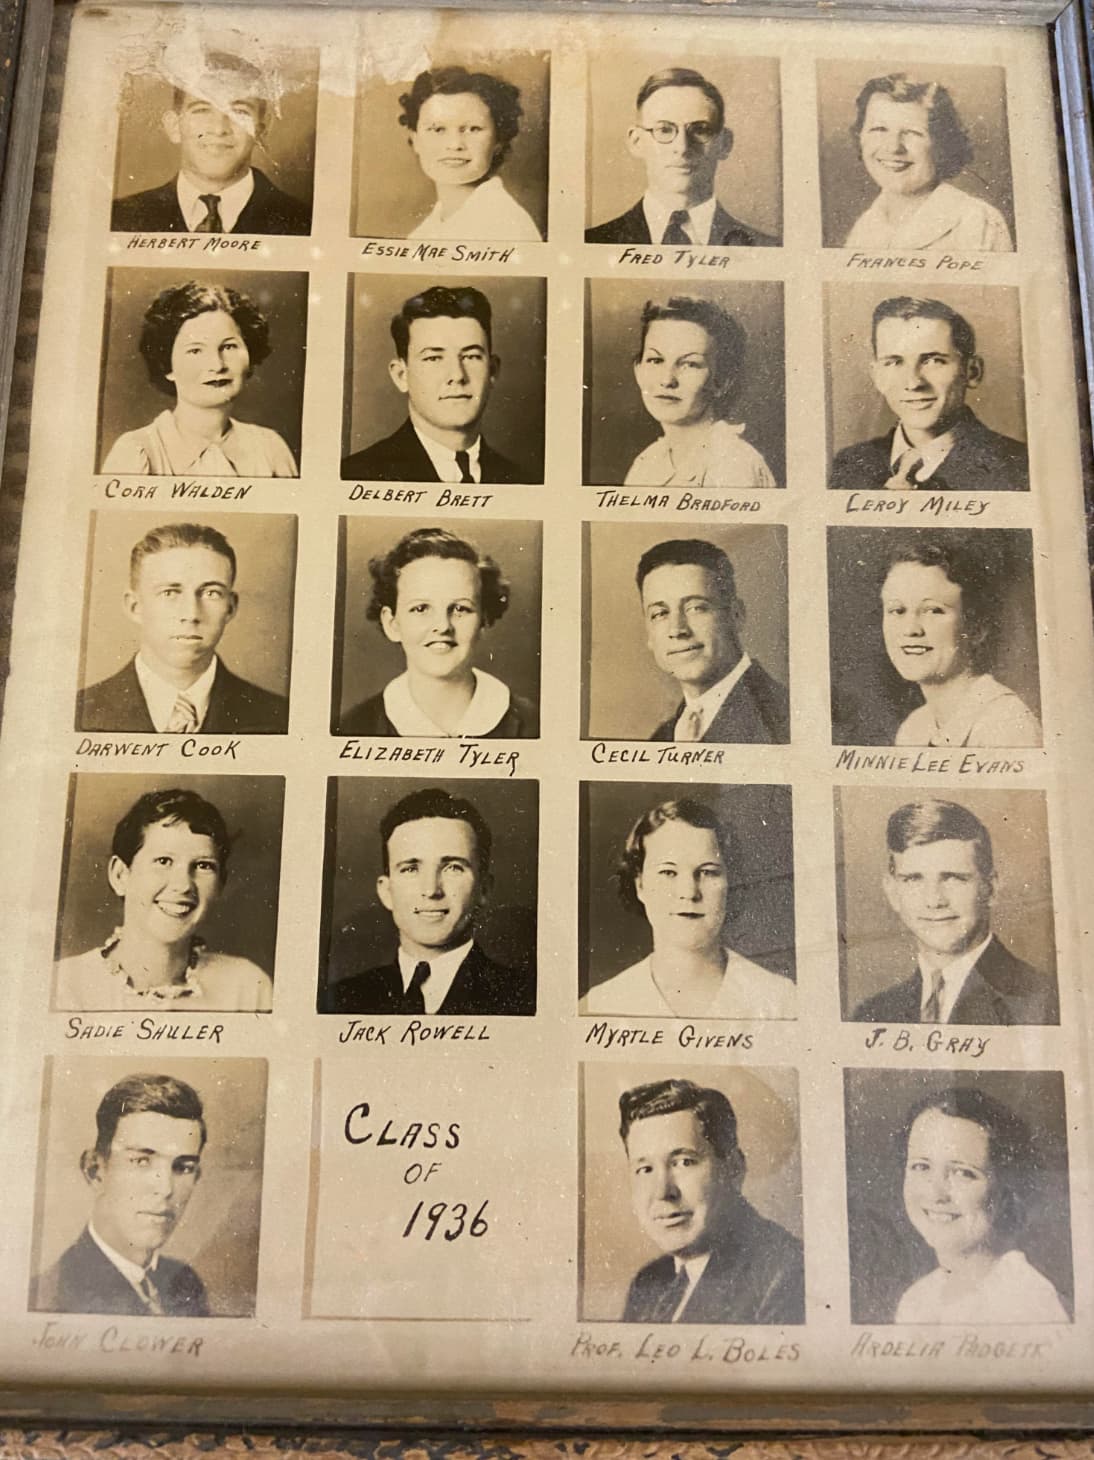 HERBERT MOORE
ESSIE MAE SMITH
FRED TYLER
FRANCES POPE
CORA WALDEN
DELBERT BRETT
THELMA BRADFORD
LEROY MILEY
DARWENT COOK
ELIZABETH TYLER
CECIL TURNER
MINNIE LEE EVANS
SADIE SAULER
JACK ROWELL
MYRTLE GIVENS
J. B. GRAY
CLASS
OF
1936
JOHN CLOWER
PROF. LEO L. BOLES
ARDELIA PADGETT